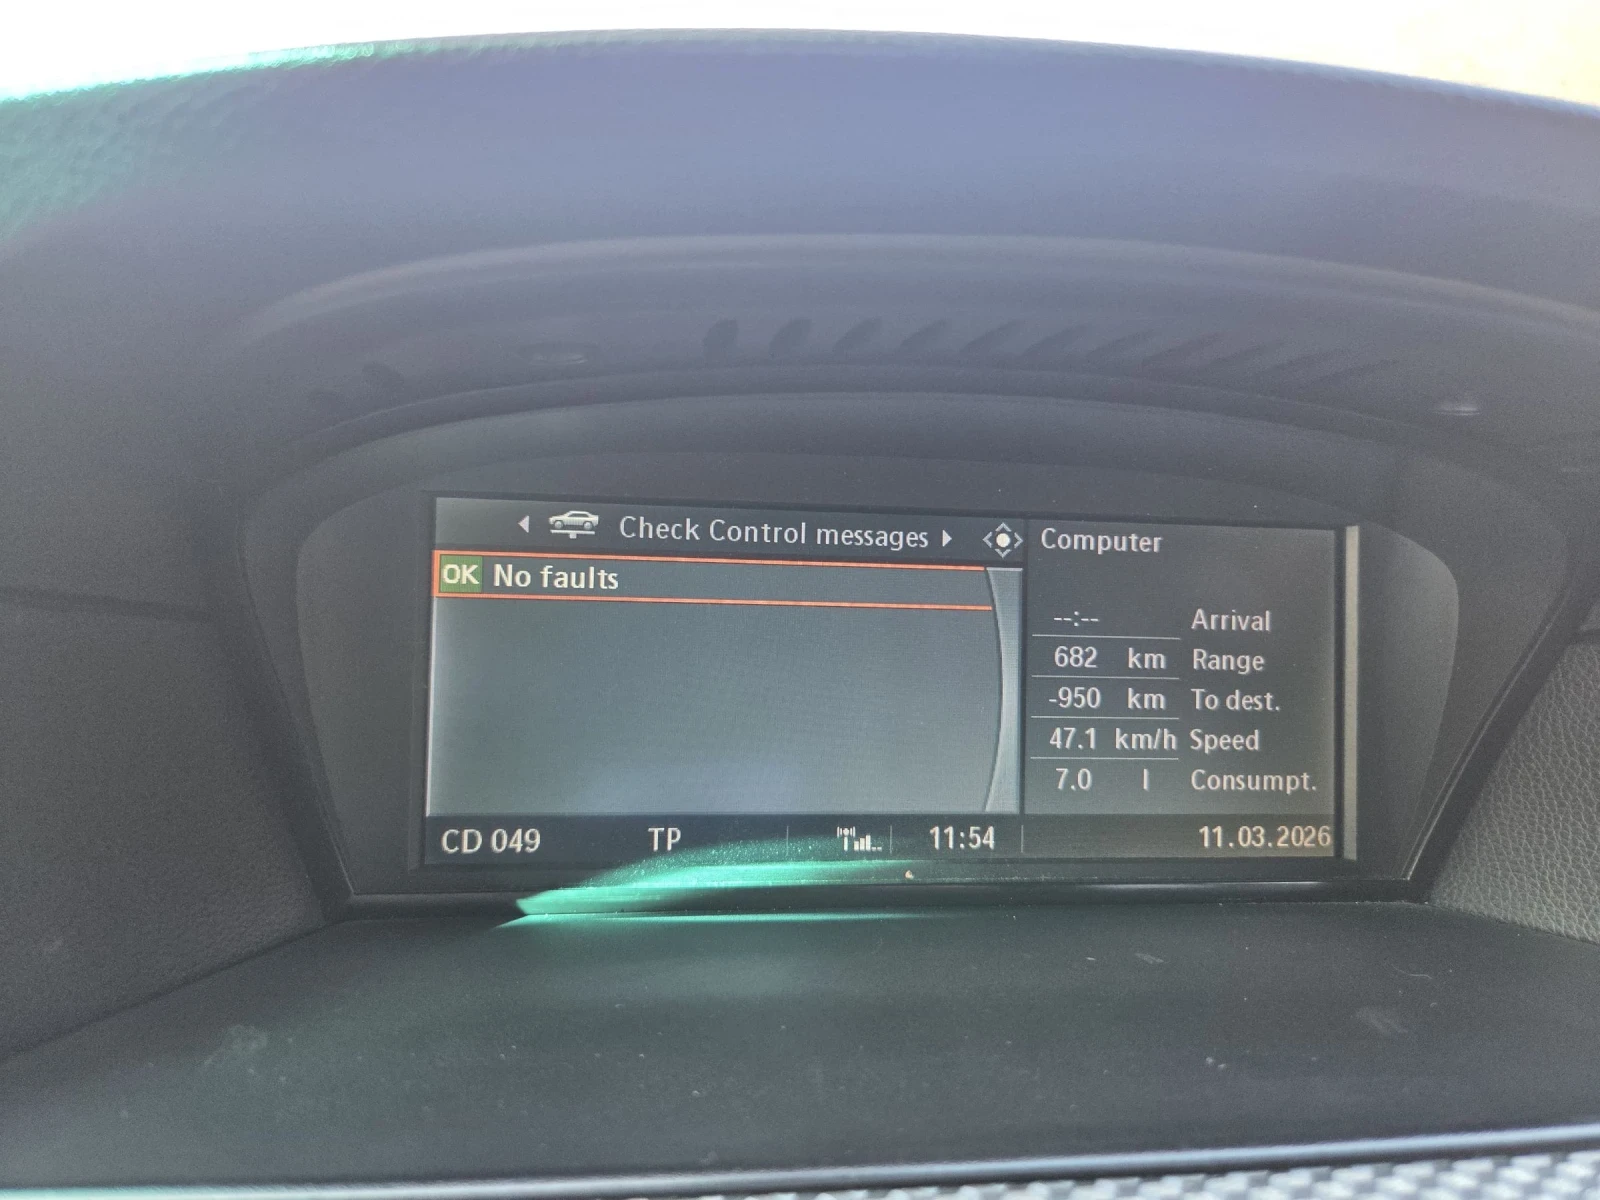 Check Control messages
OK No faults
Computer
--:-- Arrival
682 km Range
-950 km To dest.
47.1 km/h Speed
7.0 l Consumpt.
CD 049 TP 11:54 11.03.2026